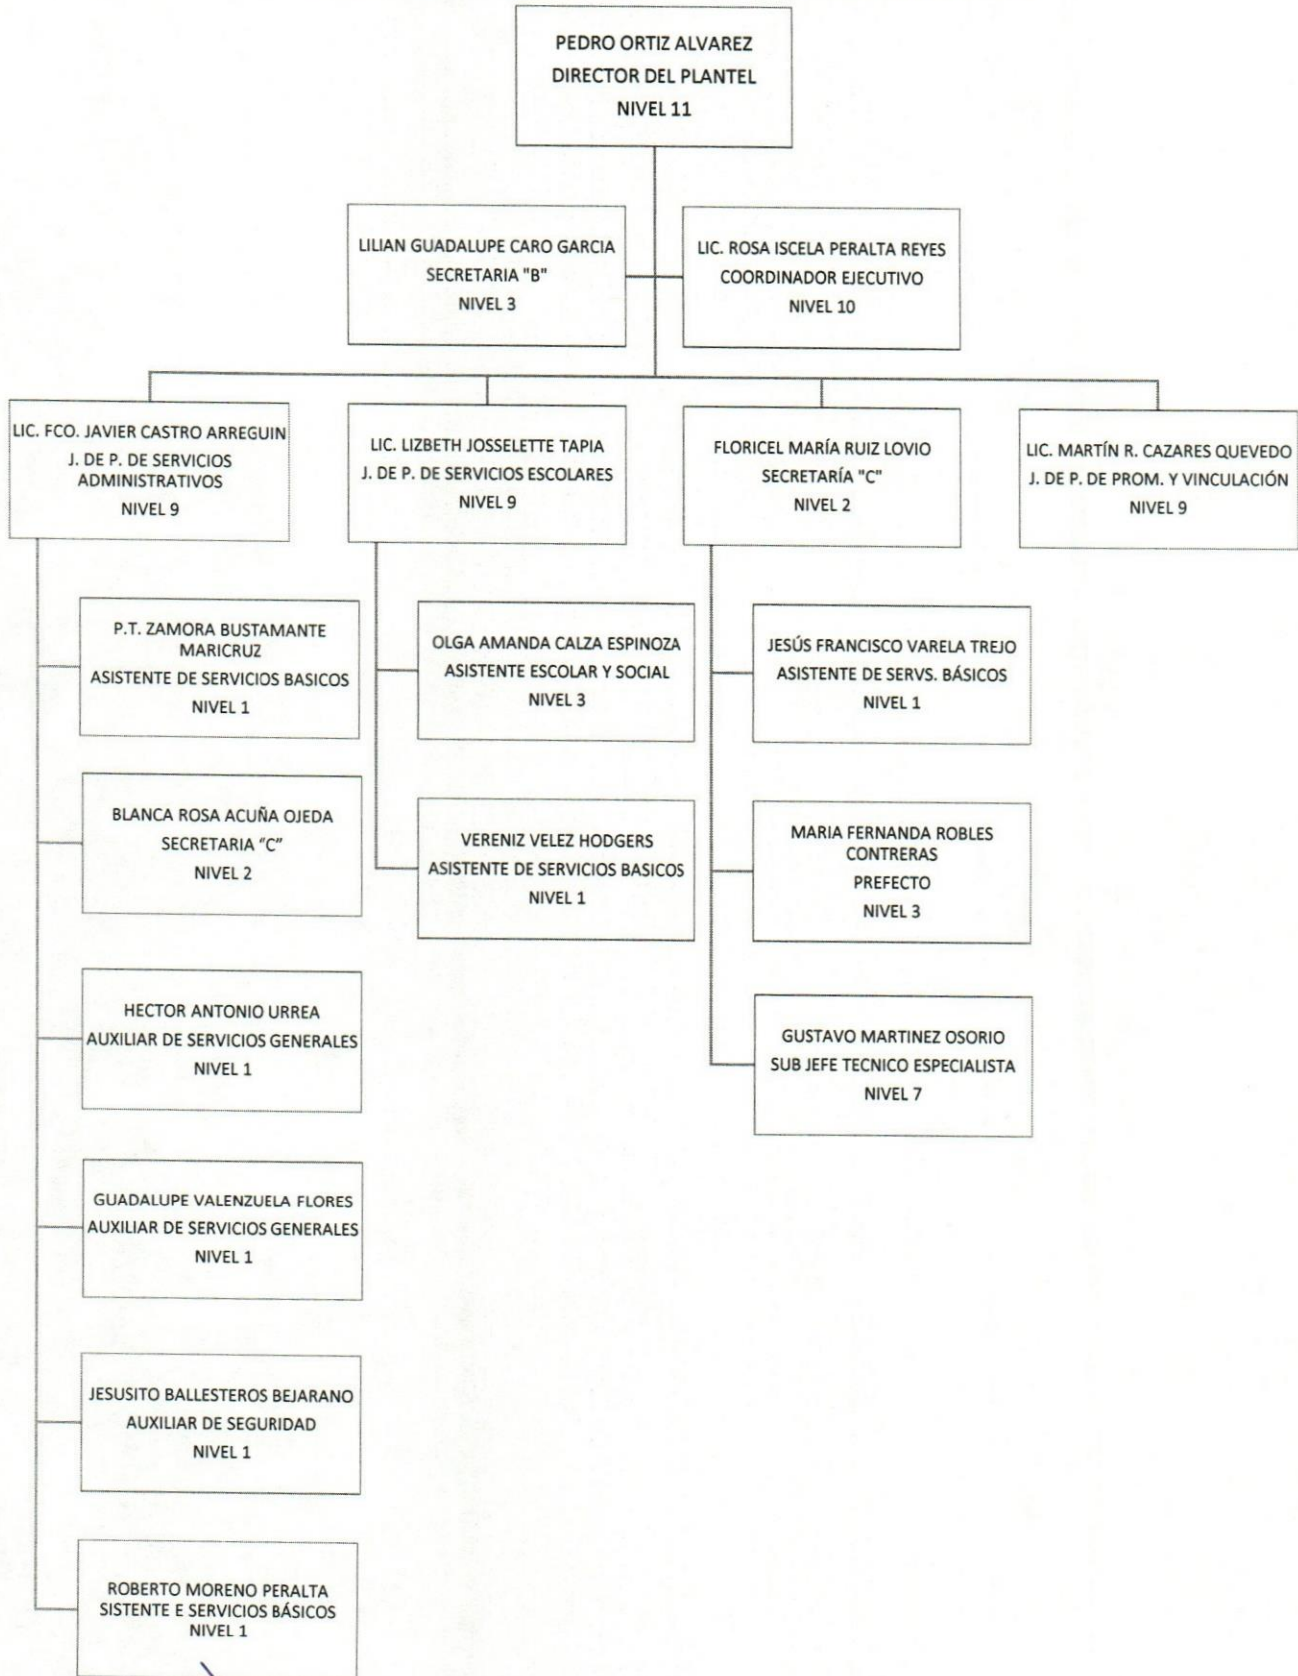 PEDRO ORTIZ ALVAREZ
DIRECTOR DEL PLANTEL
NIVEL 11
LILIAN GUADALUPE CARO GARCIA
SECRETARIA "B"
NIVEL 3
LIC. ROSA ISCELA PERALTA REYES
COORDINADOR EJECUTIVO
NIVEL 10
LIC. FCO. JAVIER CASTRO ARREGUIN
J. DE P. DE SERVICIOS
ADMINISTRATIVOS
NIVEL 9
LIC. LIZBETH JOSSELETTE TAPIA
J. DE P. DE SERVICIOS ESCOLARES
NIVEL 9
FLORICEL MARÍA RUIZ LOVIO
SECRETARÍA "C"
NIVEL 2
LIC. MARTÍN R. CAZARES QUEVEDO
J. DE P. DE PROM. Y VINCULACIÓN
NIVEL 9
P.T. ZAMORA BUSTAMANTE
MARICRUZ
ASISTENTE DE SERVICIOS BASICOS
NIVEL 1
BLANCA ROSA ACUÑA OJEDA
SECRETARIA "C"
NIVEL 2
HECTOR ANTONIO URREA
AUXILIAR DE SERVICIOS GENERALES
NIVEL 1
GUADALUPE VALENZUELA FLORES
AUXILIAR DE SERVICIOS GENERALES
NIVEL 1
JESUSITO BALLESTEROS BEJARANO
AUXILIAR DE SEGURIDAD
NIVEL 1
ROBERTO MORENO PERALTA
SISTENTE E SERVICIOS BÁSICOS
NIVEL 1
OLGA AMANDA CALZA ESPINOZA
ASISTENTE ESCOLAR Y SOCIAL
NIVEL 3
VERENIZ VELEZ HODGERS
ASISTENTE DE SERVICIOS BASICOS
NIVEL 1
JESÚS FRANCISCO VARELA TREJO
ASISTENTE DE SERVS. BÁSICOS
NIVEL 1
MARIA FERNANDA ROBLES
CONTRERAS
PREFECTO
NIVEL 3
GUSTAVO MARTINEZ OSORIO
SUB JEFE TECNICO ESPECIALISTA
NIVEL 7